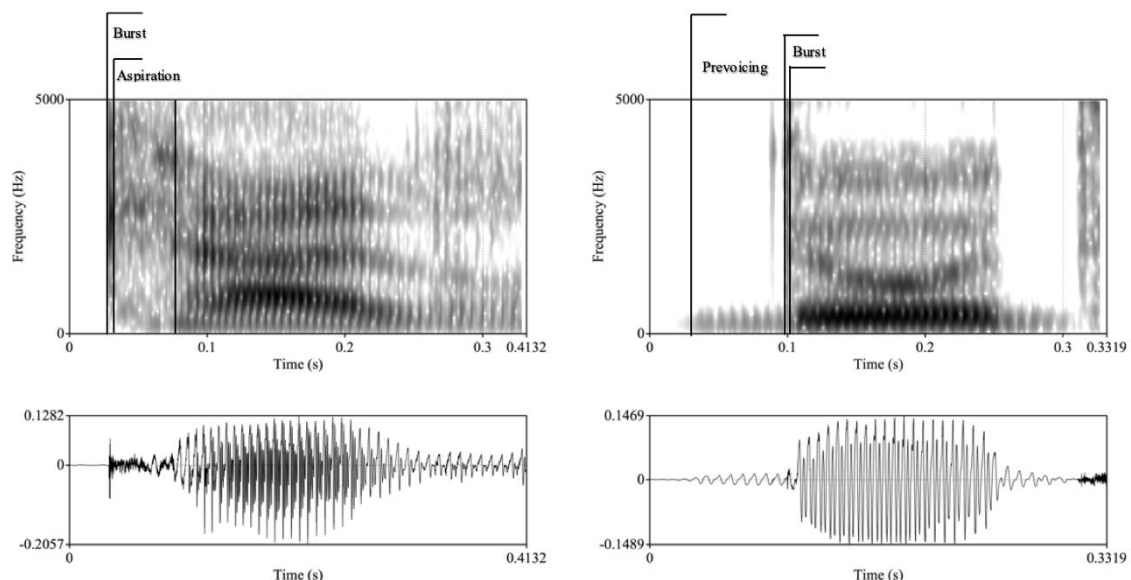 Burst
Aspiration
5000
Frequency (Hz)
0
0
0.1
0.2
0.3
0.4132
Time (s)
0.1282
0
-0.2057
0
0.4132
Time (s)
Prevoicing
Burst
5000
Frequency (Hz)
0
0
0.1
0.2
0.3
0.3319
Time (s)
0.1469
0
-0.1489
0
0.3319
Time (s)